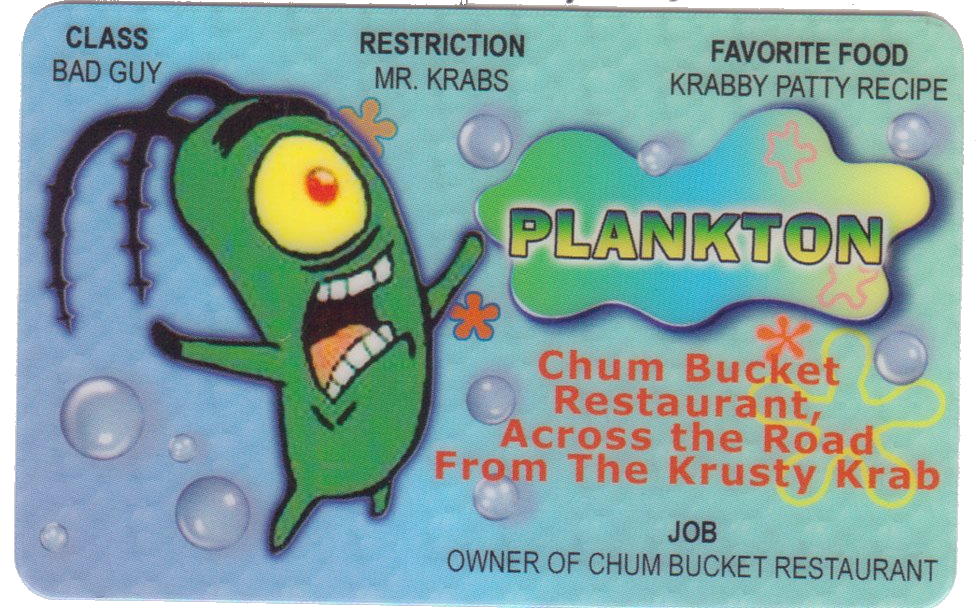 CLASS
BAD GUY
RESTRICTION
MR. KRABS
FAVORITE FOOD
KRABBY PATTY RECIPE
PLANKTON
Chum Bucket
Restaurant,
Across the Road
From The Krusty Krab
JOB
OWNER OF CHUM BUCKET RESTAURANT